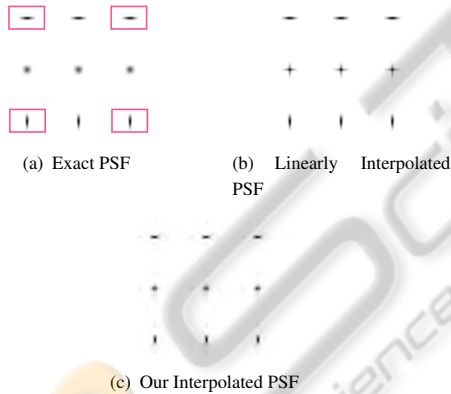 (a) Exact PSF
(b) Linearly Interpolated
PSF
(c) Our Interpolated PSF